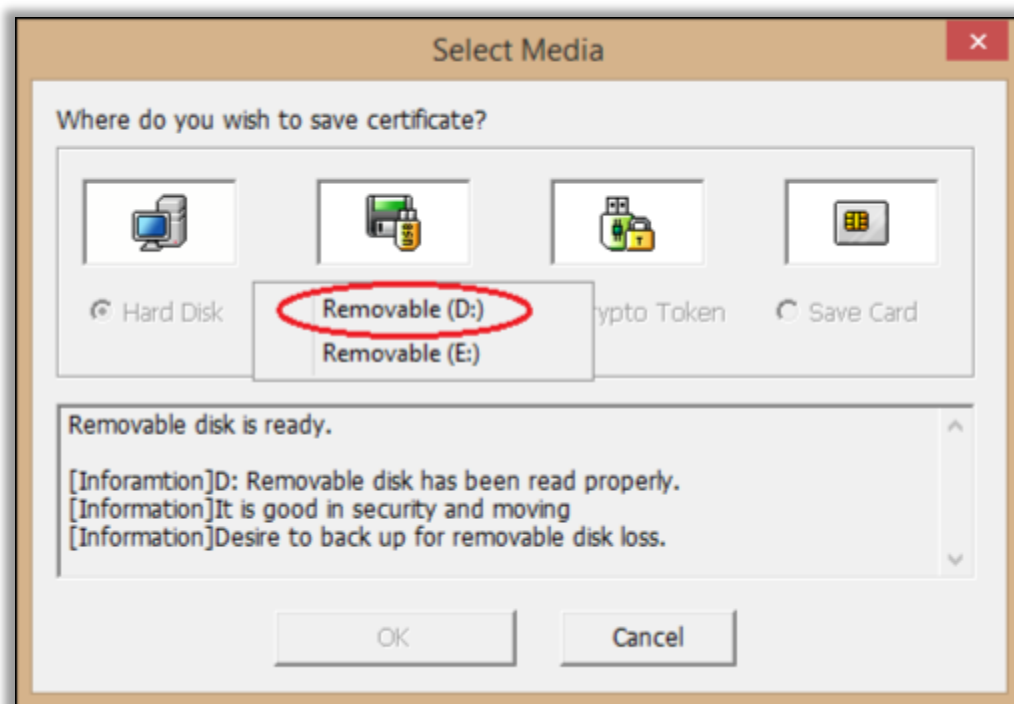 Select Media
Where do you wish to save certificate?
USB
Hard Disk
Removable (D:)
Removable (E:)
Token
Save Card
Removable disk is ready.
[Inforamtion]D: Removable disk has been read properly.
[Information]It is good in security and moving
[Information]Desire to back up for removable disk loss.
OK
Cancel